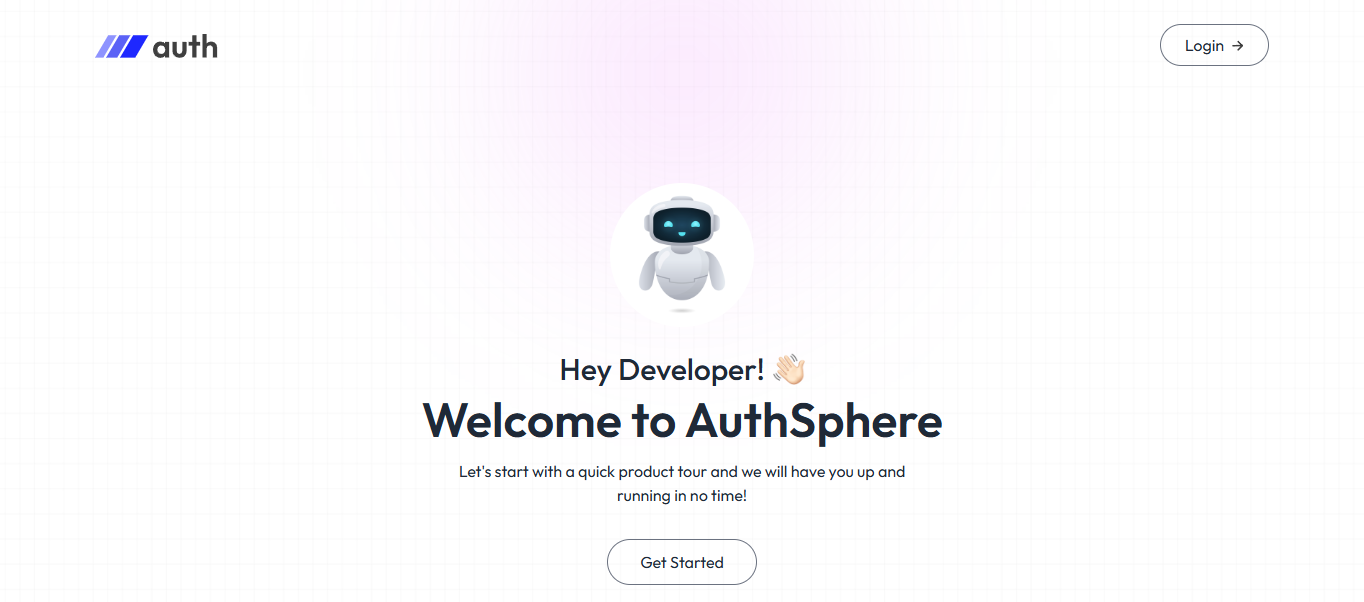 auth
Login →
Hey Developer! 👋🏻
Welcome to AuthSphere
Let's start with a quick product tour and we will have you up and
running in no time!
Get Started